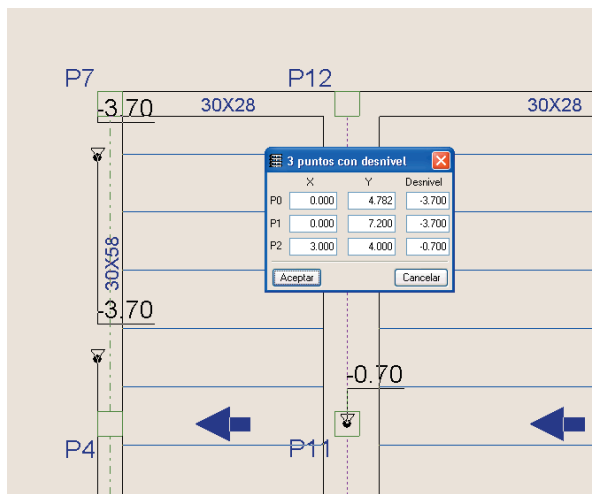 P7
P12
-3.70
30X28
30X28
3 puntos con desnivel
X Y Desnivel
P0 0.000 4.782 -3.700
P1 0.000 7.200 -3.700
P2 3.000 4.000 -0.700
Aceptar Cancelar
30X58
-3.70
-0.70
P4
P11